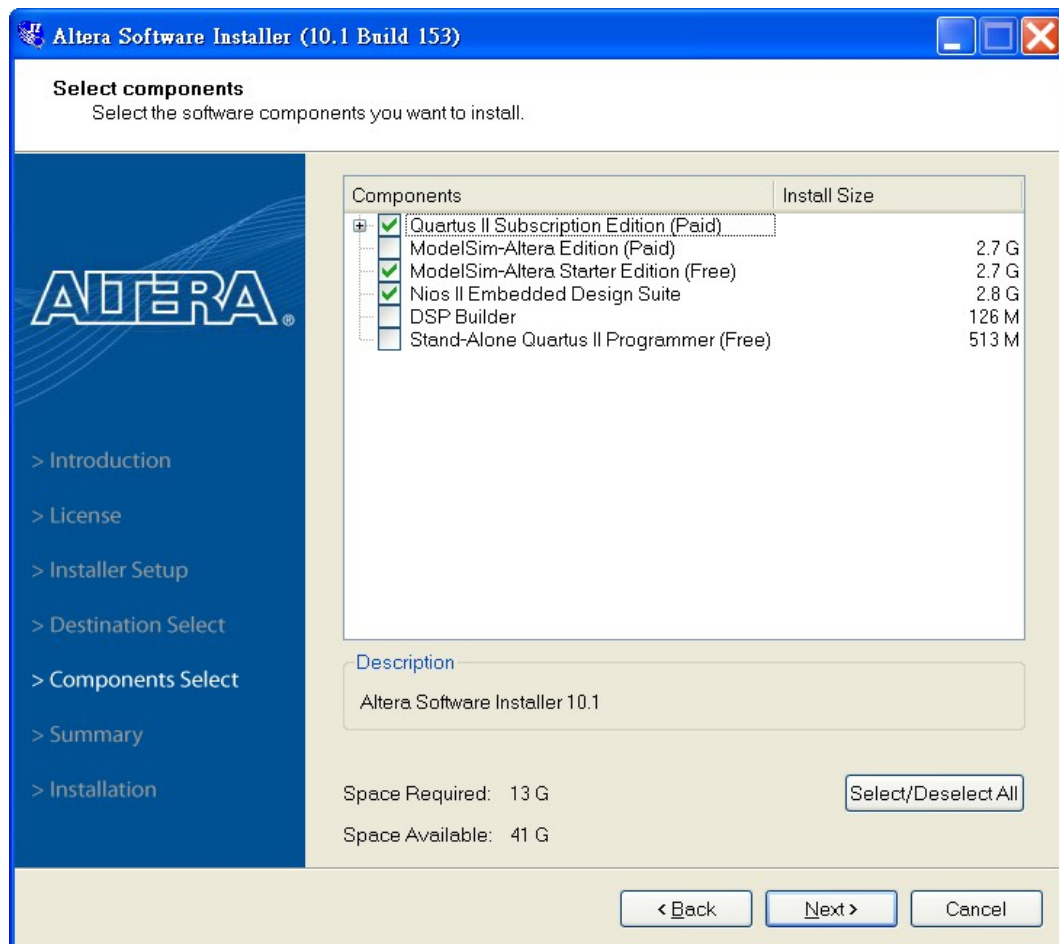 Altera Software Installer (10.1 Build 153)
Select components
Select the software components you want to install.
ALTERA®
> Introduction
> License
> Installer Setup
> Destination Select
> Components Select
> Summary
> Installation
Components Install Size
Quartus II Subscription Edition (Paid)
ModelSim-Altera Edition (Paid) 2.7 G
ModelSim-Altera Starter Edition (Free) 2.7 G
Nios II Embedded Design Suite 2.8 G
DSP Builder 126 M
Stand-Alone Quartus II Programmer (Free) 513 M
Description
Altera Software Installer 10.1
Space Required: 13 G
Select/Deselect All
Space Available: 41 G
< Back Next > Cancel